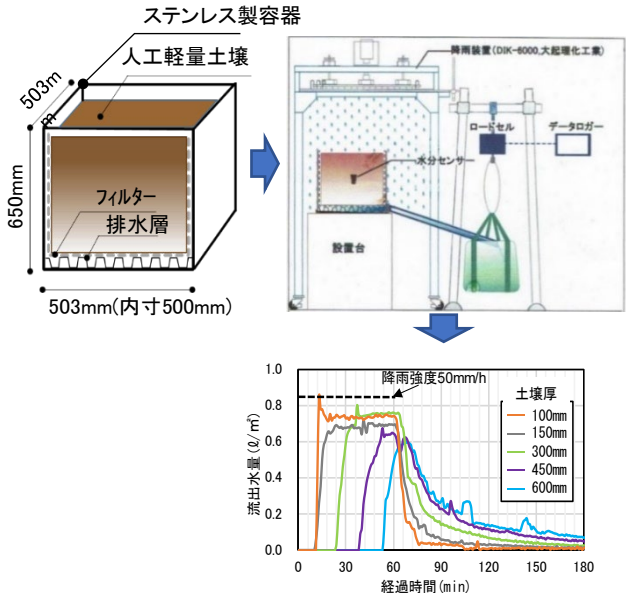 ステンレス製容器
人工軽量土壌
503m
m
650mm
フィルター
排水層
503mm(内寸500mm)
降雨装置(DIK-6000,大起理化工業)
ロードセル
データロガー
水分センサー
設置台
降雨強度50mm/h
土壌厚
100mm
150mm
300mm
450mm
600mm
流出水量(ℓ/㎡)
1.0
0.8
0.6
0.4
0.2
0.0
0
30
60
90
120
150
180
経過時間(min)